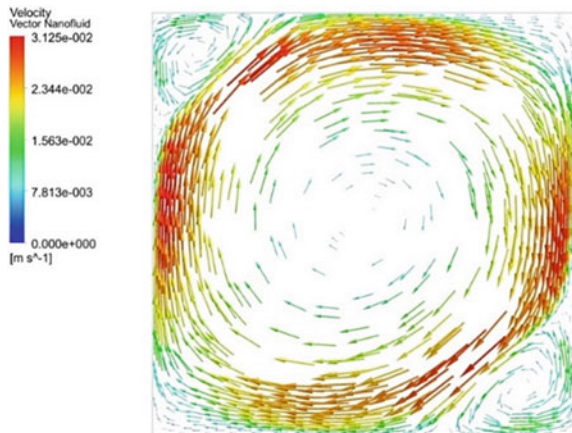 Velocity
Vector Nanofluid
3.125e-002
2.344e-002
1.563e-002
7.813e-003
0.000e+000
[m s^-1]